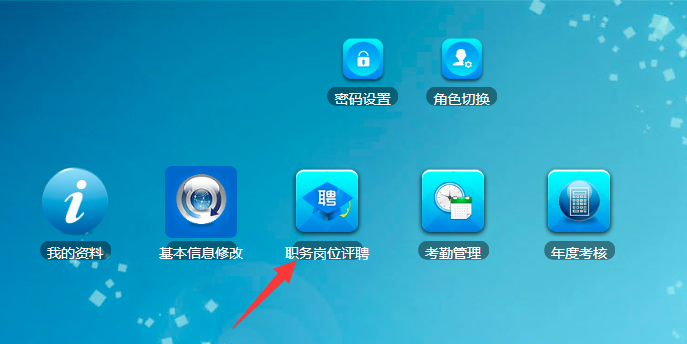 密码设置
角色切换
聘
我的资料
基本信息修改
职务岗位评聘
考勤管理
年度考核